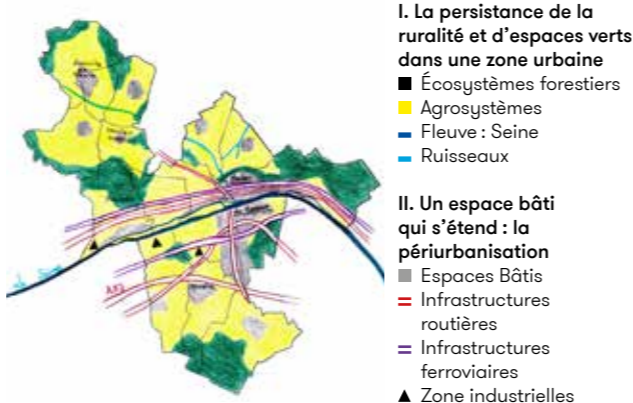 I. La persistance de la
ruralité et d'espaces verts
dans une zone urbaine
Écosystèmes forestiers
Agrosystèmes
Fleuve : Seine
Ruisseaux
II. Un espace bâti
qui s'étend : la
périurbanisation
Espaces Bâtis
Infrastructures
routières
Infrastructures
ferroviaires
Zone industrielles